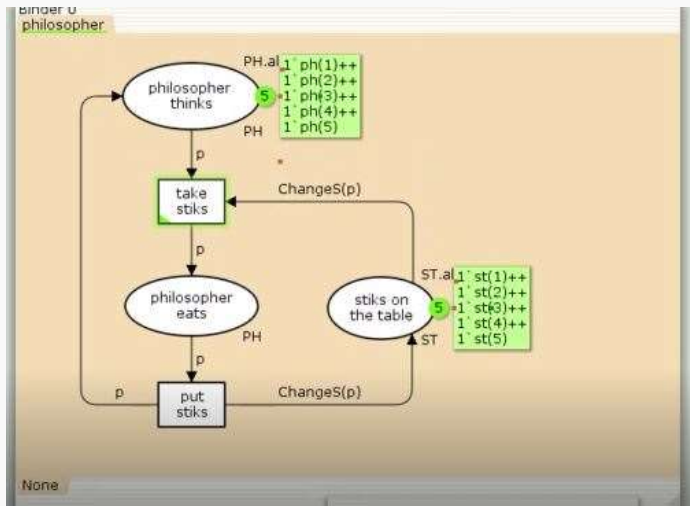 Binder 0
philosopher
PH.al
1`ph(1)++
1`ph(2)++
1`ph(3)++
1`ph(4)++
1`ph(5)
philosopher
thinks
5
PH
p
take
stiks
ChangeS(p)
p
ST.al
1`st(1)++
1`st(2)++
1`st(3)++
1`st(4)++
1`st(5)
philosopher
eats
stiks on
the table
5
PH
ST
p
p
put
stiks
ChangeS(p)
None